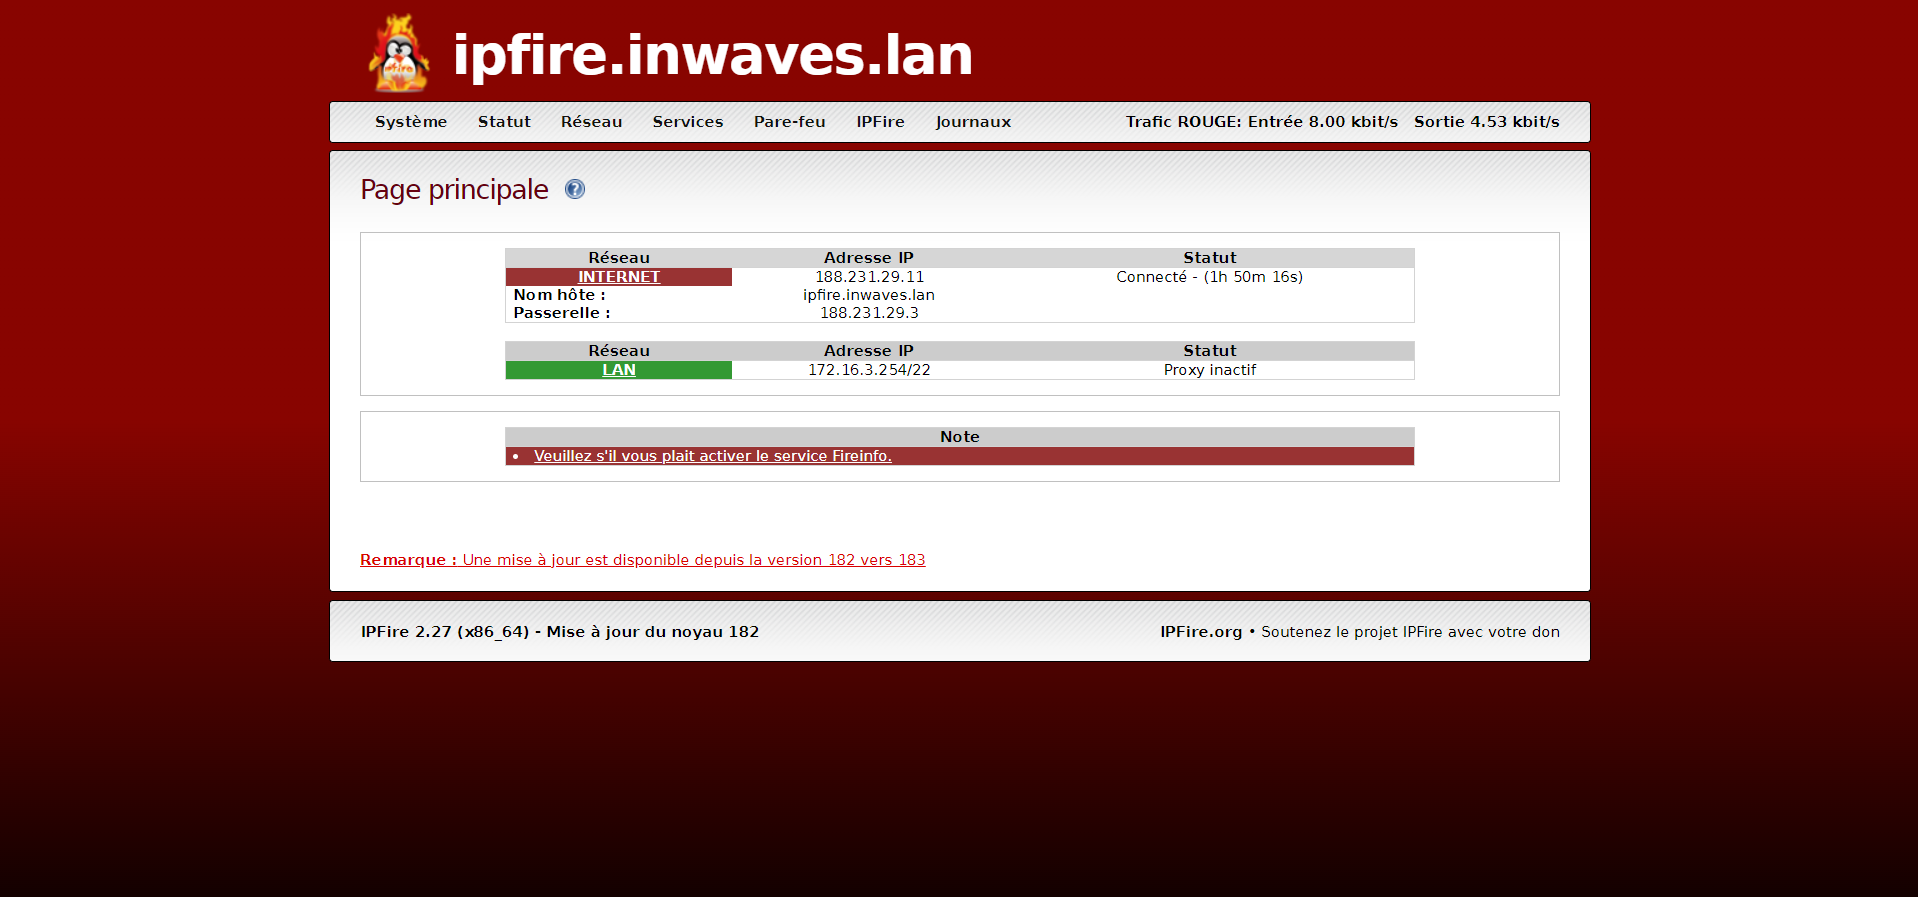 ipfire.inwaves.lan
Système Statut Réseau Services Pare-feu IPFire Journaux Trafic ROUGE: Entrée 8.00 kbit/s Sortie 4.53 kbit/s
Page principale ?
Réseau Adresse IP Statut
INTERNET 188.231.29.11 Connecté - (1h 50m 16s)
Nom hôte : ipfire.inwaves.lan
Passerelle : 188.231.29.3
Réseau Adresse IP Statut
LAN 172.16.3.254/22 Proxy inactif
Note
• Veuillez s'il vous plait activer le service Fireinfo.
Remarque : Une mise à jour est disponible depuis la version 182 vers 183
IPFire 2.27 (x86_64) - Mise à jour du noyau 182 IPFire.org • Soutenez le projet IPFire avec votre don